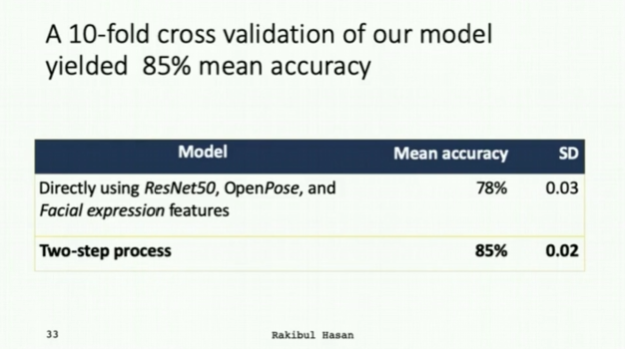 A 10-fold cross validation of our model
yielded 85% mean accuracy
Model Mean accuracy SD
Directly using ResNet50, OpenPose, and 78% 0.03
Facial expression features
Two-step process 85% 0.02
33 Rakibul Hasan